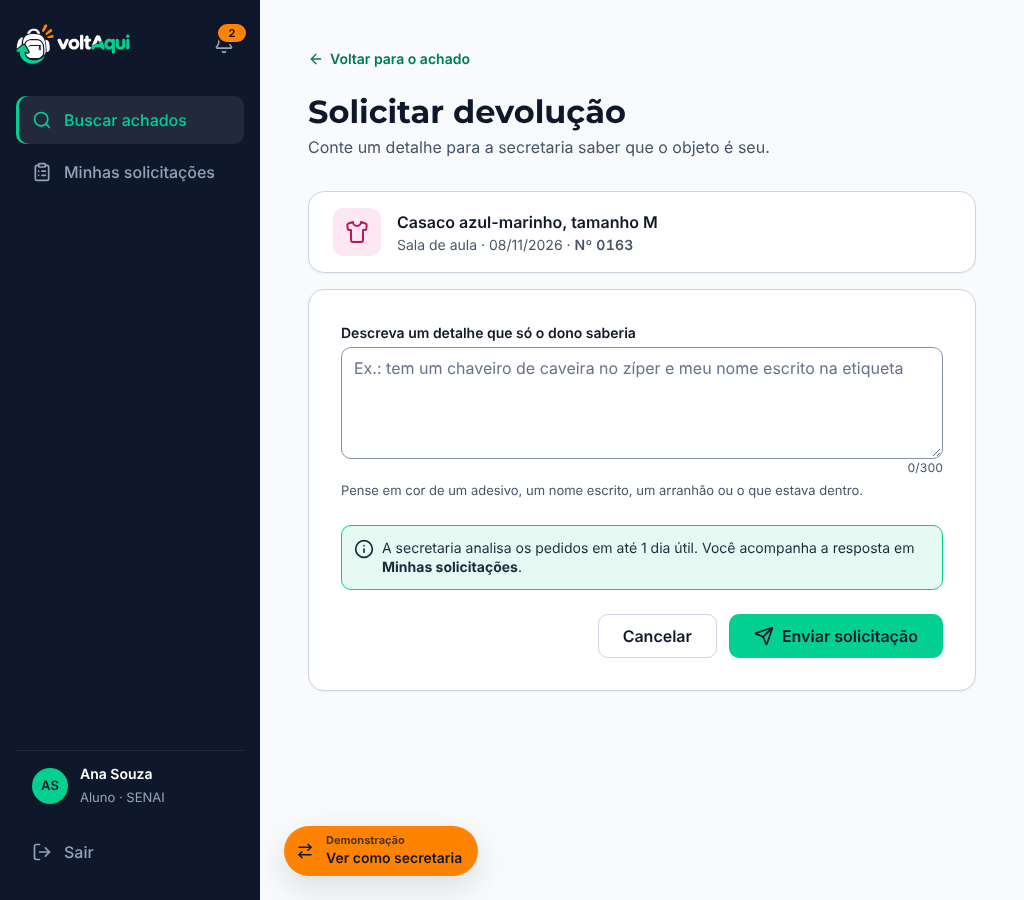 voltAqui
2
Buscar achados
Minhas solicitações
Voltar para o achado
Solicitar devolução
Conte um detalhe para a secretaria saber que o objeto é seu.
Casaco azul-marinho, tamanho M
Sala de aula · 08/11/2026 · Nº 0163
Descreva um detalhe que só o dono saberia
Ex.: tem um chaveiro de caveira no zíper e meu nome escrito na etiqueta
0/300
Pense em cor de um adesivo, um nome escrito, um arranhão ou o que estava dentro.
A secretaria analisa os pedidos em até 1 dia útil. Você acompanha a resposta em
Minhas solicitações.
Cancelar
Enviar solicitação
AS
Ana Souza
Aluno · SENAI
Sair
Demonstração
Ver como secretaria